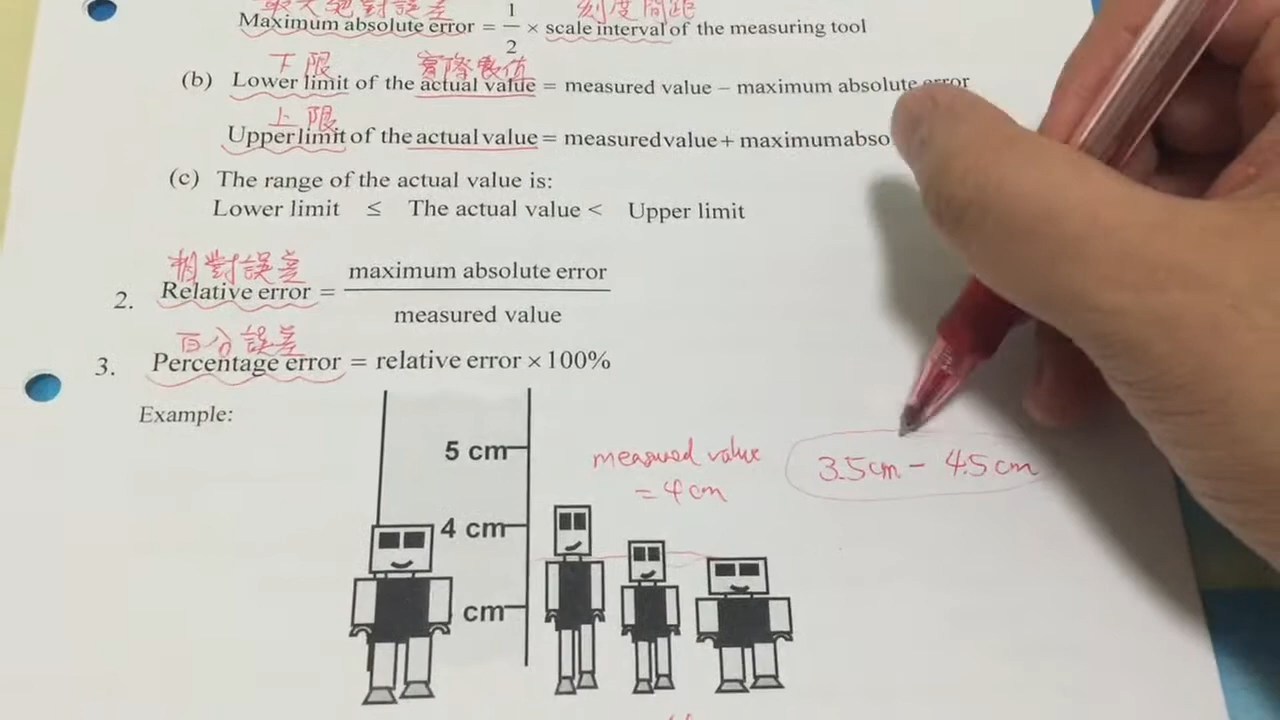 最大絕對誤差 刻度間距
Maximum absolute error = 1/2 × scale interval of the measuring tool
下限 實際數值
(b) Lower limit of the actual value = measured value − maximum absolute error
上限
Upper limit of the actual value = measured value + maximum abso
(c) The range of the actual value is:
Lower limit ≤ The actual value < Upper limit
相對誤差
2. Relative error = maximum absolute error / measured value
百分誤差
3. Percentage error = relative error × 100%
Example:
5 cm
measured value
= 4 cm
3.5 cm − 4.5 cm
4 cm
cm